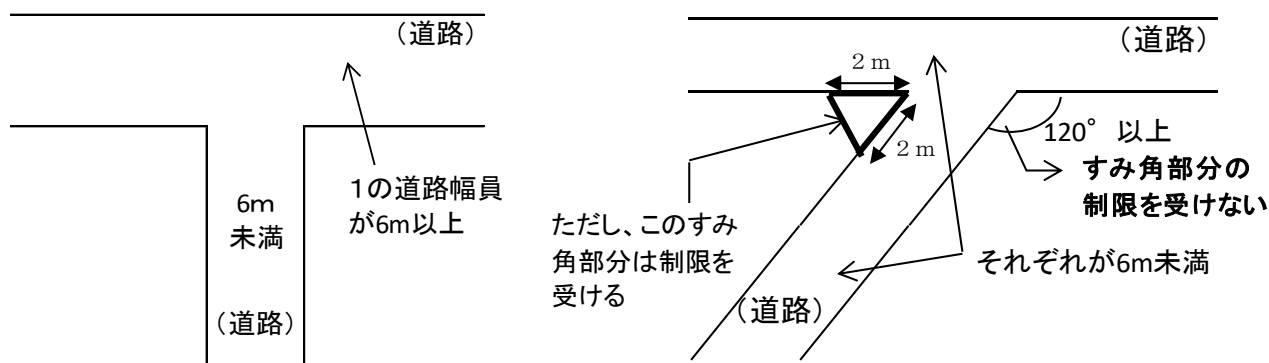 （道路）
1の道路幅員
が6m以上
6m
未満
（道路）
（道路）
2 m
2 m
120° 以上
すみ角部分の
制限を受けない
ただし、このすみ
角部分は制限を
受ける
それぞれが6m未満
（道路）